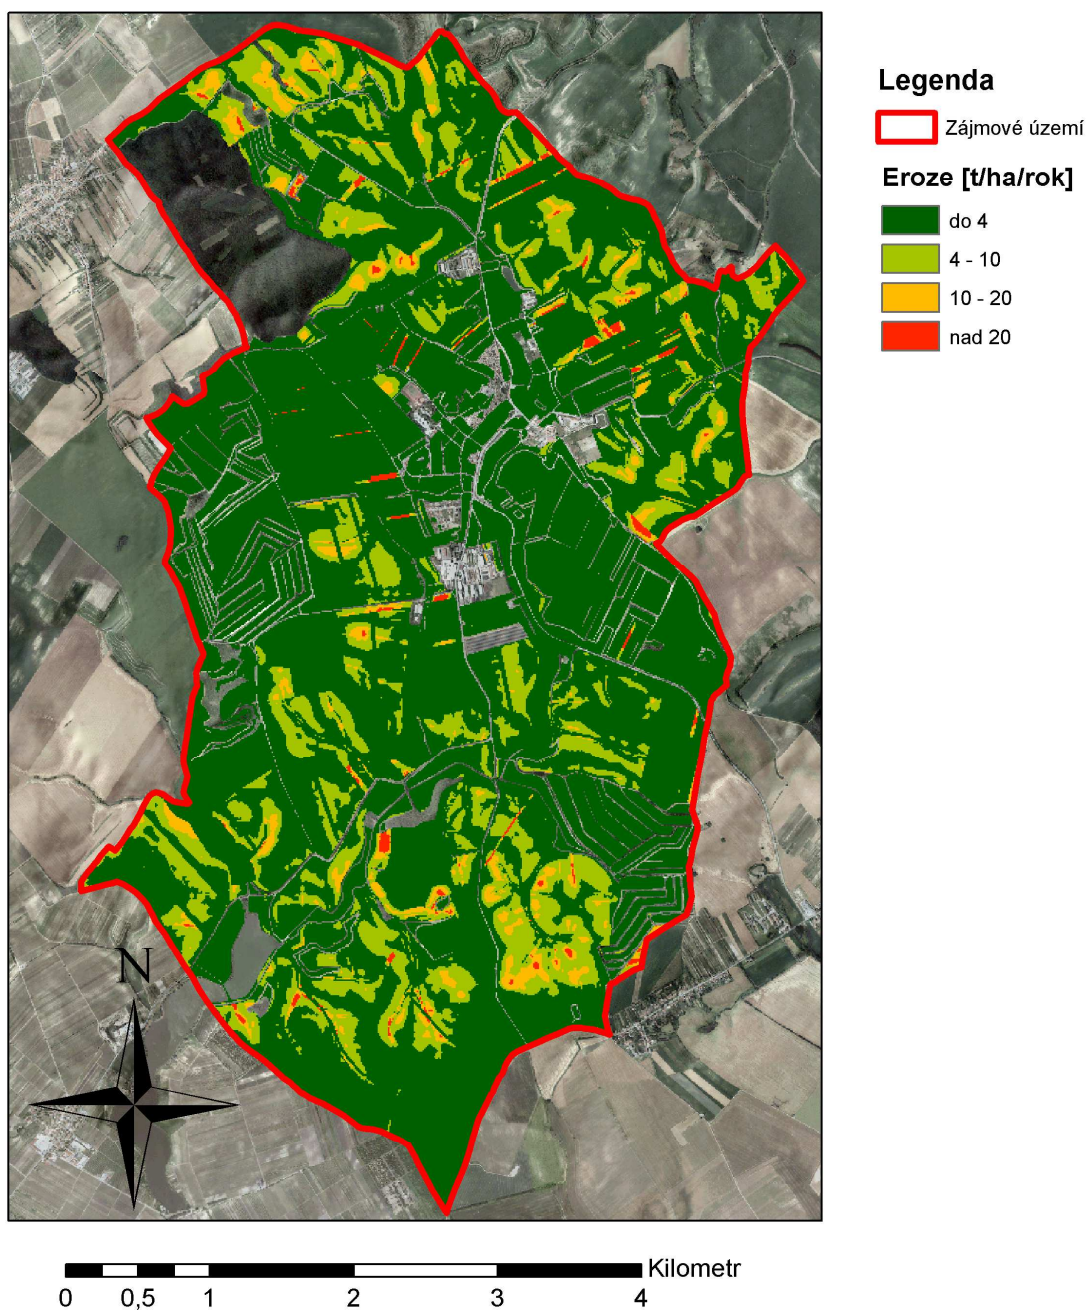 Legenda
Zájmové území
Eroze [t/ha/rok]
do 4
4 - 10
10 - 20
nad 20
N
Kilometr
0 0,5 1 2 3 4